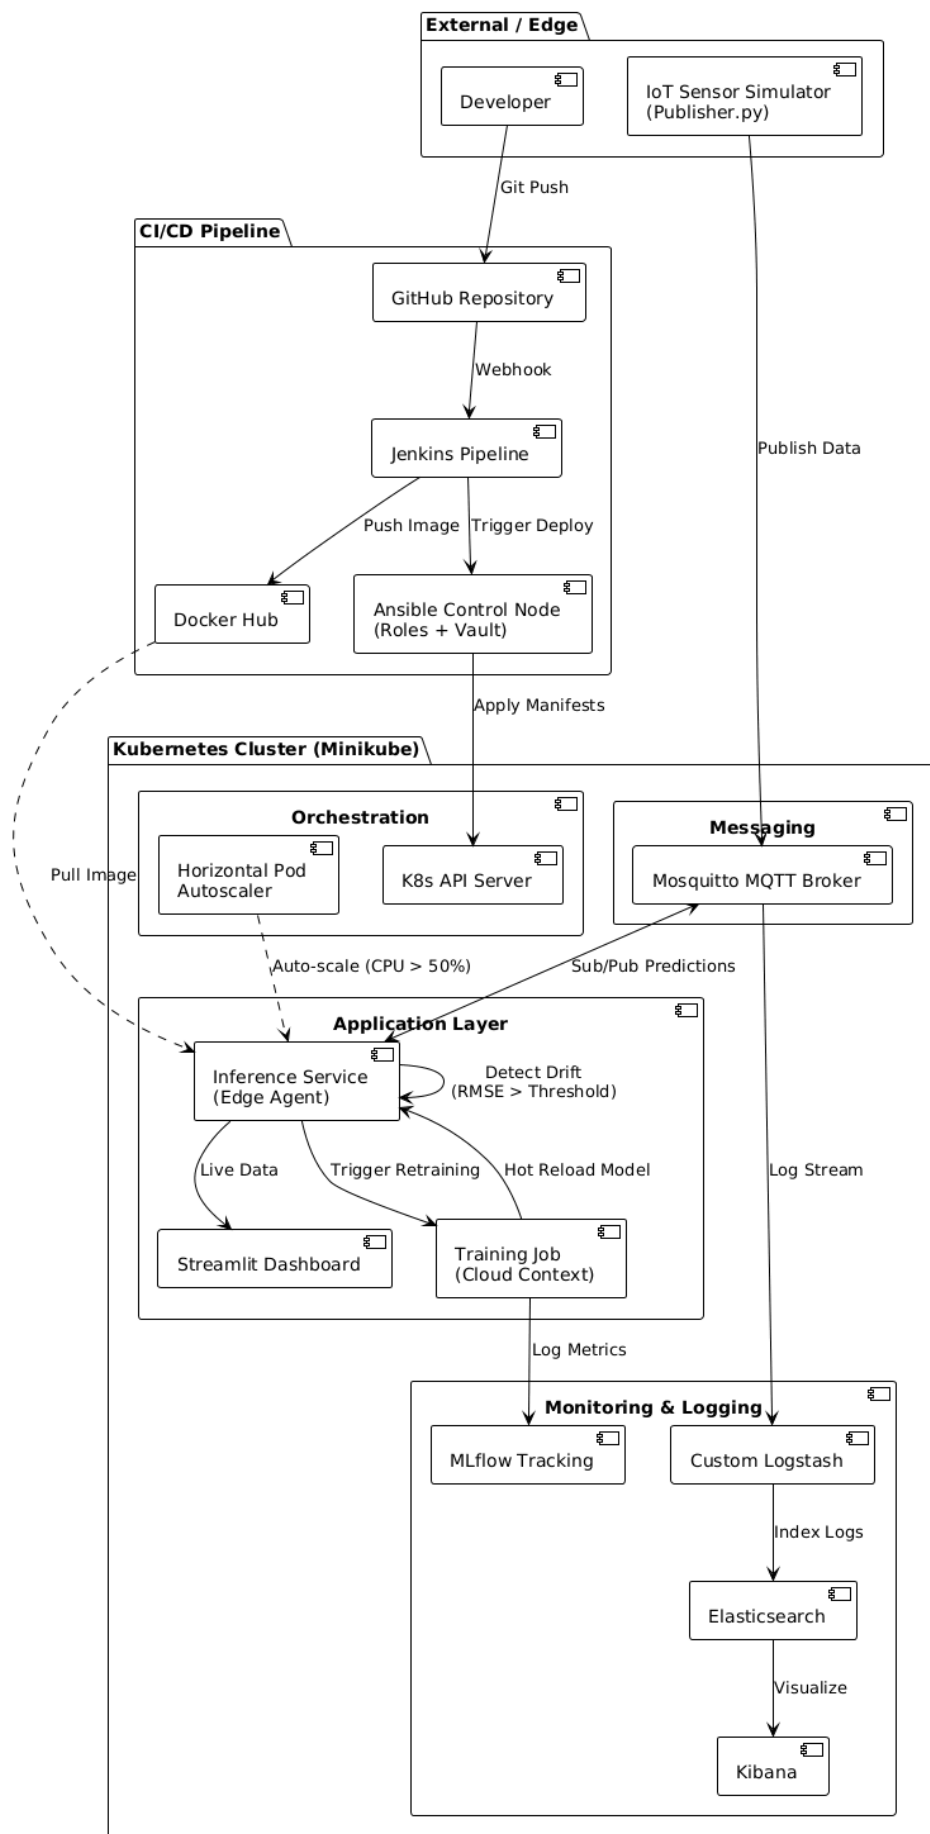 External / Edge
Developer
IoT Sensor Simulator
(Publisher.py)
Git Push
CI/CD Pipeline
GitHub Repository
Webhook
Jenkins Pipeline
Publish Data
Push Image
Trigger Deploy
Docker Hub
Ansible Control Node
(Roles + Vault)
Apply Manifests
Kubernetes Cluster (Minikube)
Orchestration
Messaging
Horizontal Pod
Autoscaler
K8s API Server
Mosquitto MQTT Broker
Pull Image
Auto-scale (CPU > 50%)
Sub/Pub Predictions
Application Layer
Inference Service
(Edge Agent)
Detect Drift
(RMSE > Threshold)
Live Data
Trigger Retraining
Hot Reload Model
Log Stream
Streamlit Dashboard
Training Job
(Cloud Context)
Log Metrics
Monitoring & Logging
MLflow Tracking
Custom Logstash
Index Logs
Elasticsearch
Visualize
Kibana